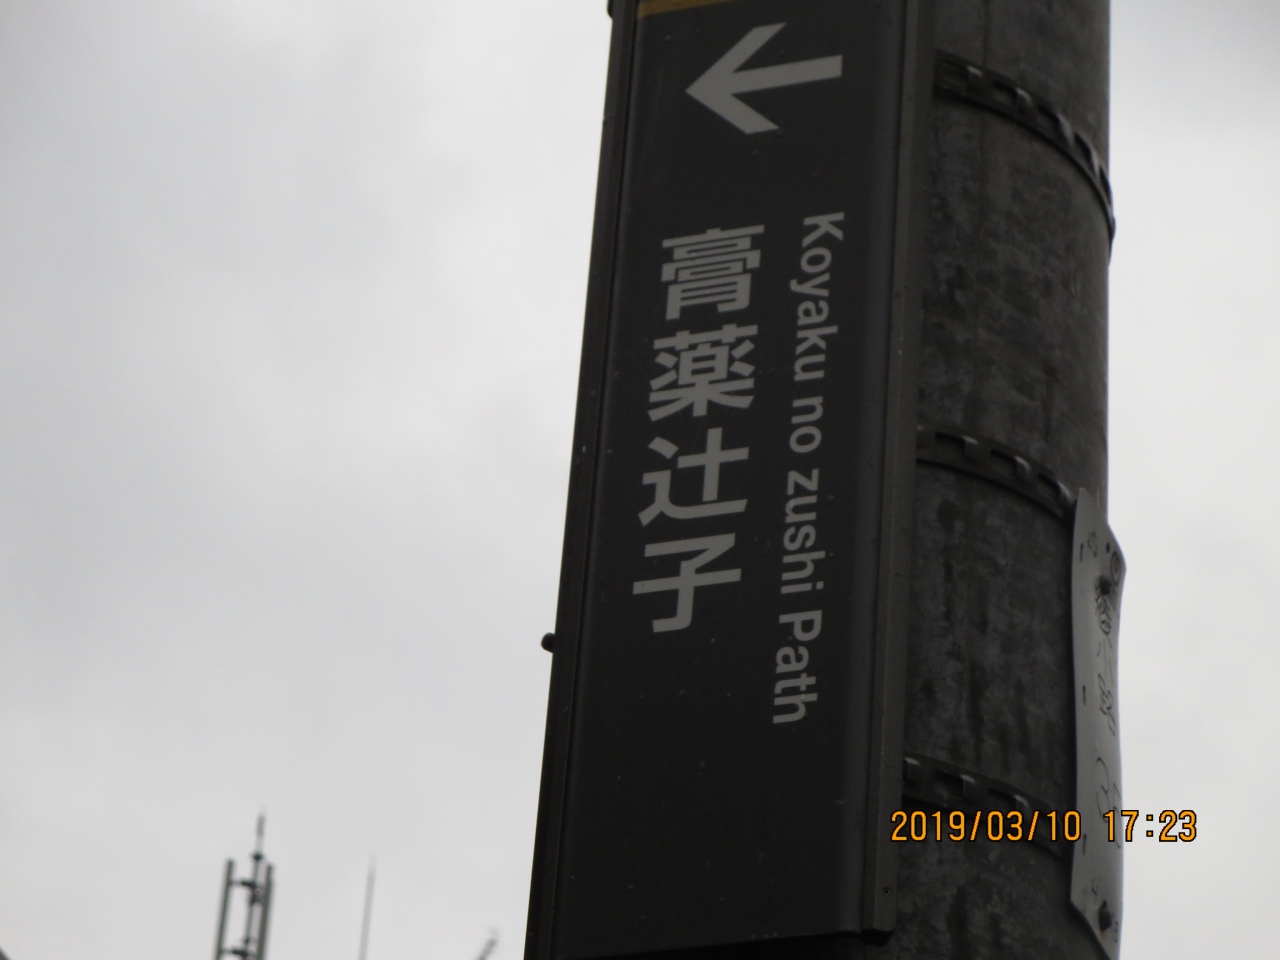 膏薬辻子
Koyaku no zushi Path
2019/03/10 17:23